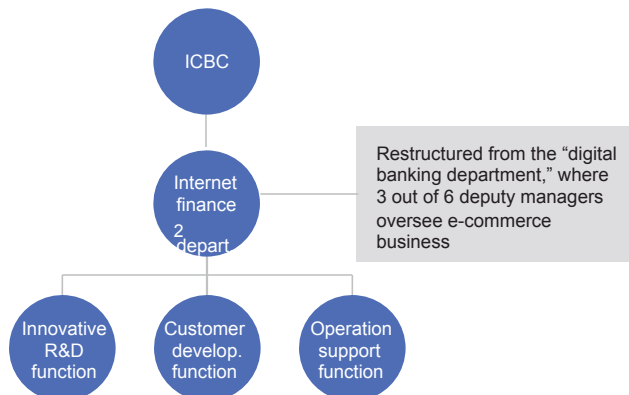 ICBC
Internet
finance
2
depart
Restructured from the “digital
banking department,” where
3 out of 6 deputy managers
oversee e-commerce
business
Innovative
R&D
function
Customer
develop.
function
Operation
support
function